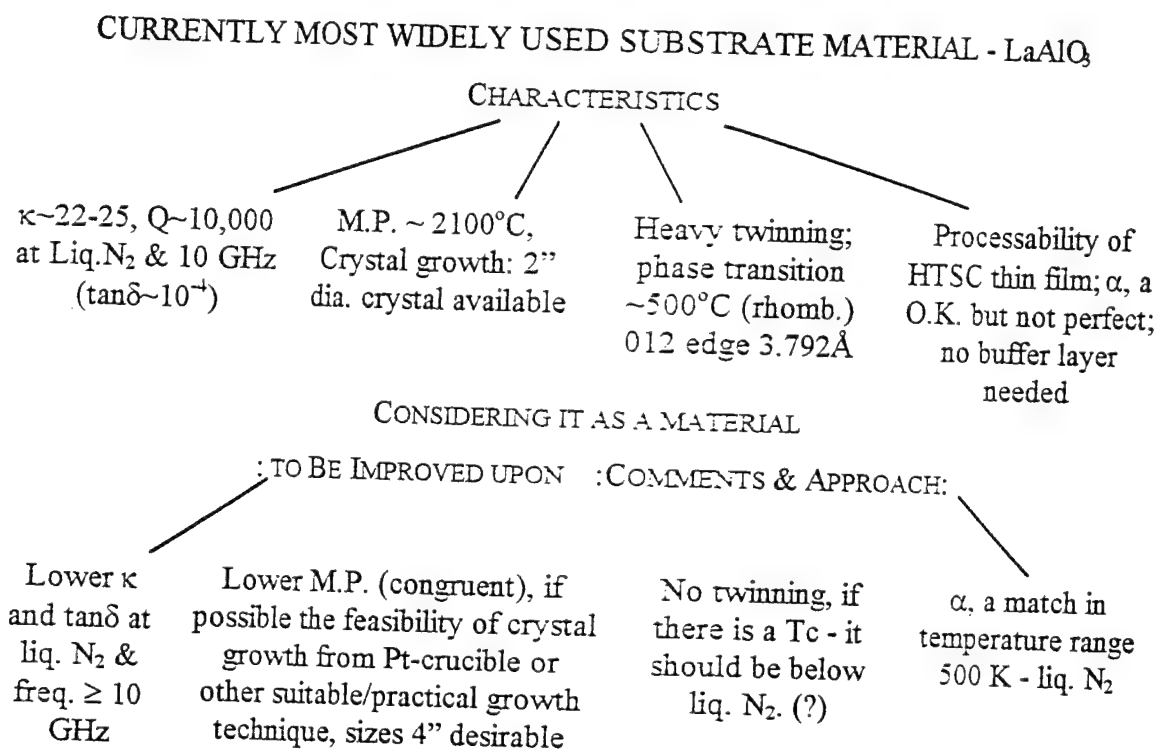 CURRENTLY MOST WIDELY USED SUBSTRATE MATERIAL - LaAlO₃
CHARACTERISTICS
κ~22-25, Q~10,000
at Liq.N₂ & 10 GHz
(tanδ~10⁻⁴)
M.P. ~ 2100°C,
Crystal growth: 2”
dia. crystal available
Heavy twinning;
phase transition
~500°C (rhomb.)
012 edge 3.792Å
Processability of
HTSC thin film; α, a
O.K. but not perfect;
no buffer layer
needed
CONSIDERING IT AS A MATERIAL
: TO BE IMPROVED UPON :COMMENTS & APPROACH:
Lower κ
and tanδ at
liq. N₂ &
freq. ≥ 10
GHz
Lower M.P. (congruent), if
possible the feasibility of crystal
growth from Pt-crucible or
other suitable/practical growth
technique, sizes 4” desirable
No twinning, if
there is a Tc - it
should be below
liq. N₂. (?)
α, a match in
temperature range
500 K - liq. N₂